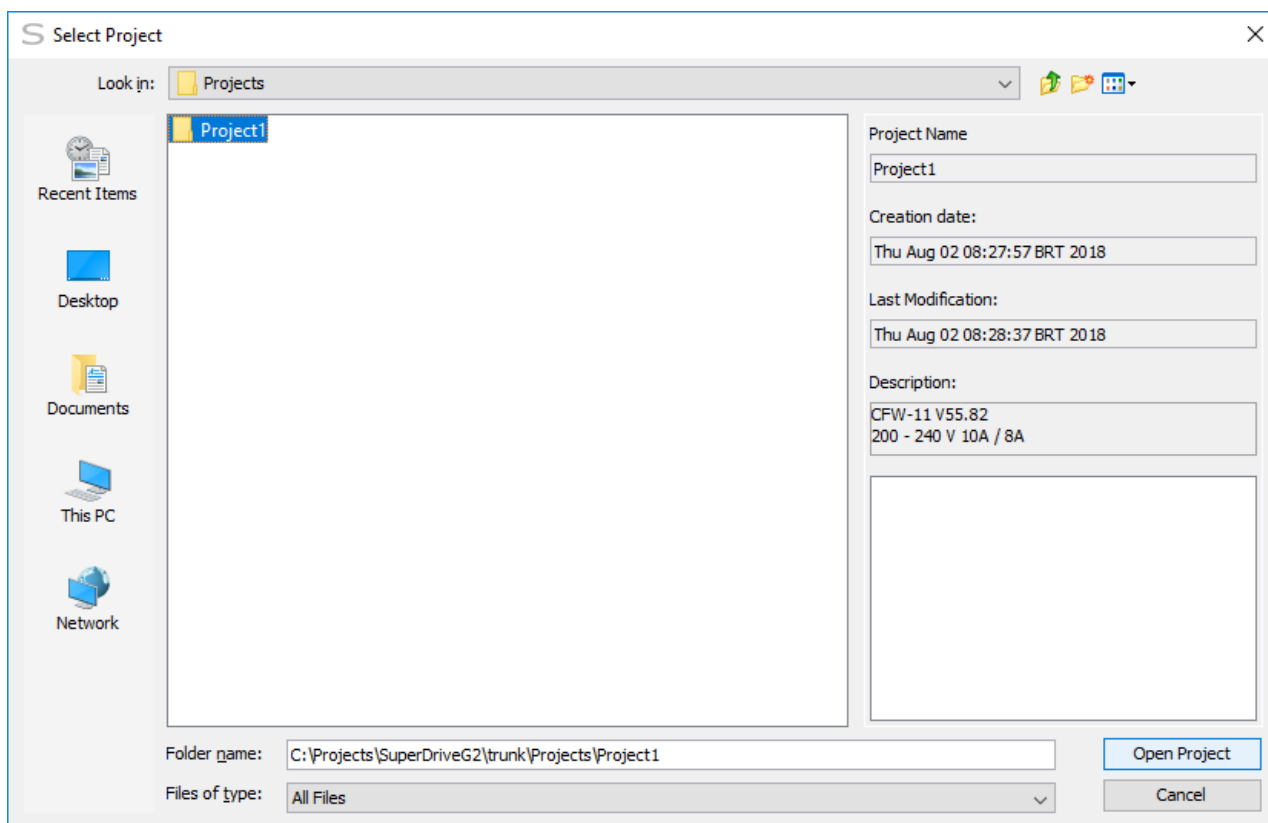 S Select Project
Look in:
Projects
Project1
Recent Items
Desktop
Documents
This PC
Network
Project Name
Project1
Creation date:
Thu Aug 02 08:27:57 BRT 2018
Last Modification:
Thu Aug 02 08:28:37 BRT 2018
Description:
CFW-11 V55.82
200 - 240 V 10A / 8A
Folder name:
C:\Projects\SuperDriveG2\trunk\Projects\Project1
Open Project
Files of type:
All Files
Cancel